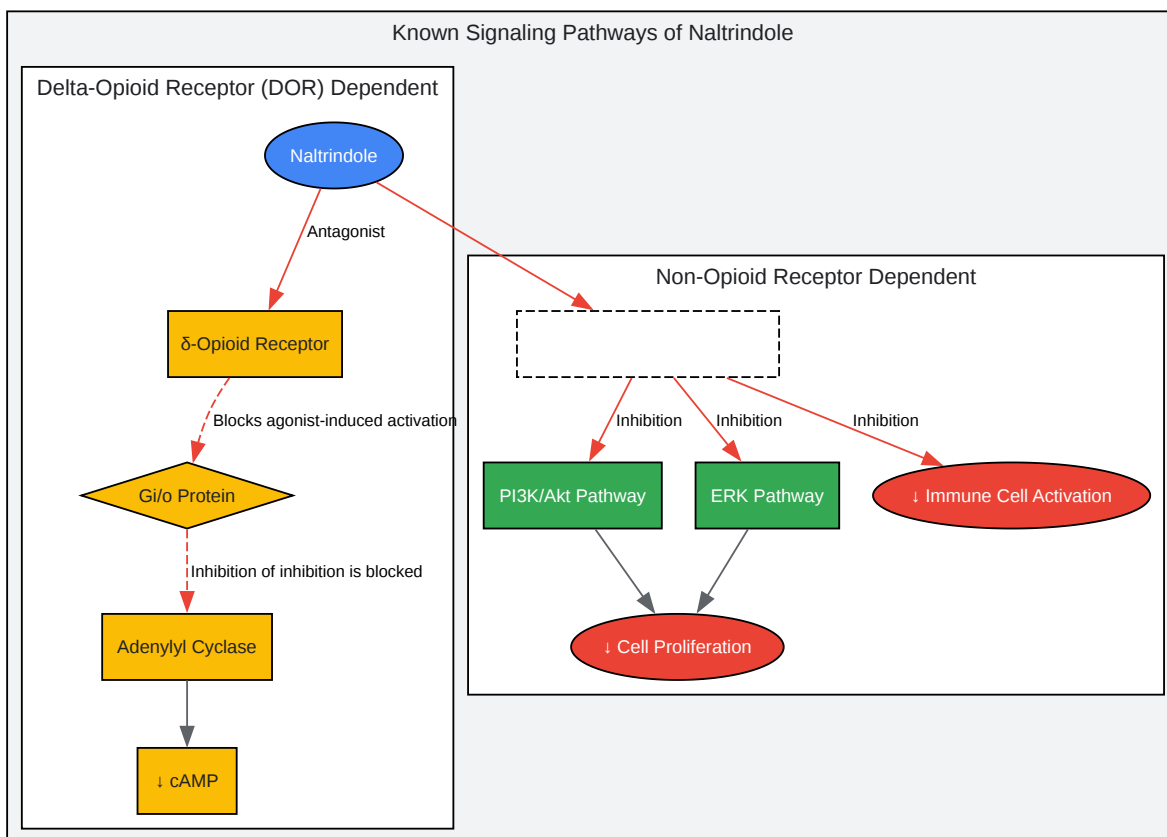 Known Signaling Pathways of Naltrindole
Delta-Opioid Receptor (DOR) Dependent
Naltrindole
Antagonist
Non-Opioid Receptor Dependent
δ-Opioid Receptor
Blocks agonist-induced activation
Inhibition
Inhibition
Inhibition
Gi/o Protein
PI3K/Akt Pathway
ERK Pathway
↓ Immune Cell Activation
Inhibition of inhibition is blocked
Adenylyl Cyclase
↓ Cell Proliferation
↓ cAMP